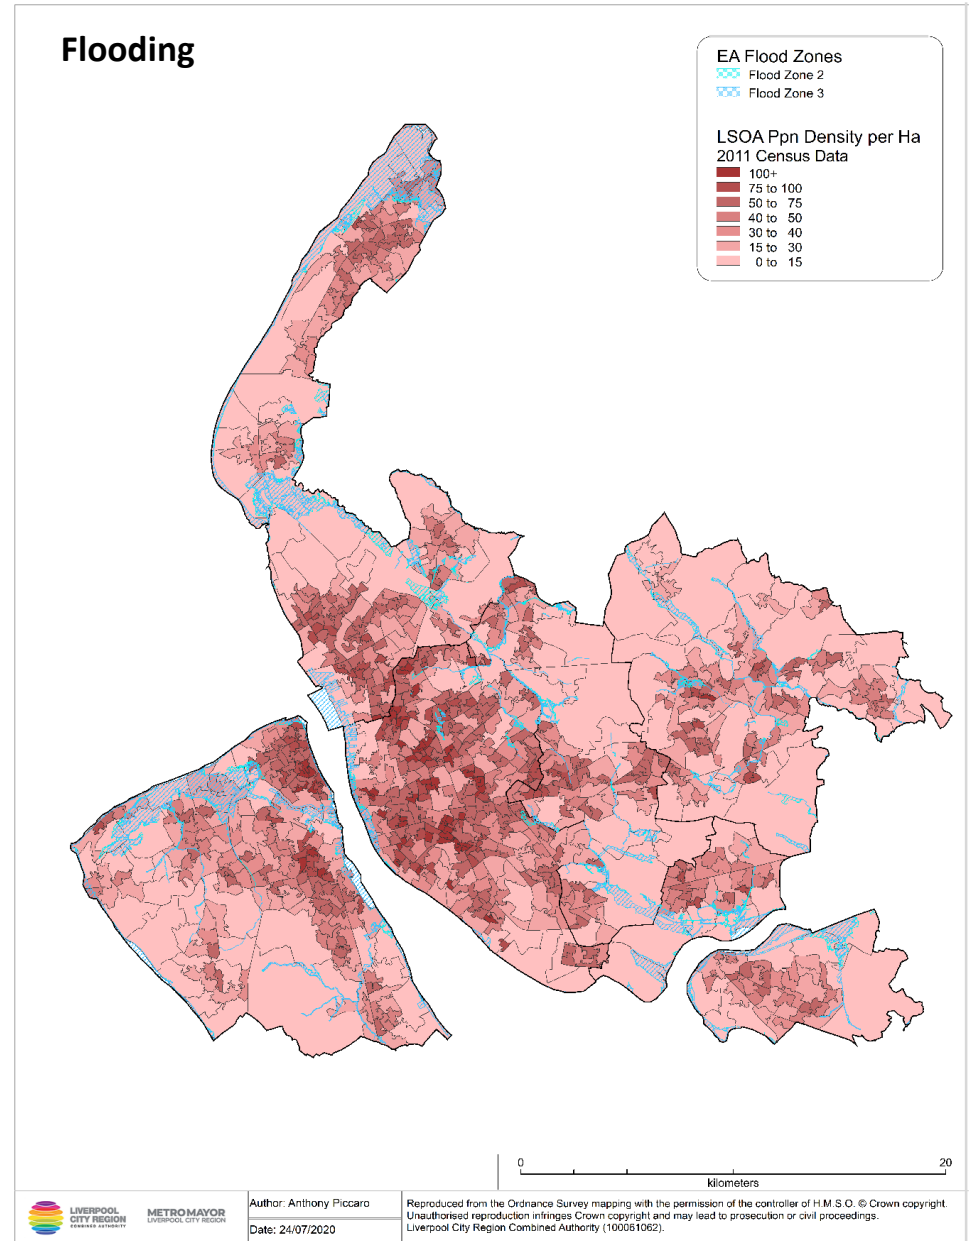 Flooding
EA Flood Zones
Flood Zone 2
Flood Zone 3
LSOA Ppn Density per Ha
2011 Census Data
100+
75 to 100
50 to 75
40 to 50
30 to 40
15 to 30
0 to 15
0
20
kilometers
LIVERPOOL
CITY REGION
COMBINED AUTHORITY
METROMAYOR
LIVERPOOL CITY REGION
Author: Anthony Piccaro
Date: 24/07/2020
Reproduced from the Ordnance Survey mapping with the permission of the controller of H.M.S.O. © Crown copyright.
Unauthorised reproduction infringes Crown copyright and may lead to prosecution or civil proceedings.
Liverpool City Region Combined Authority (100061062).